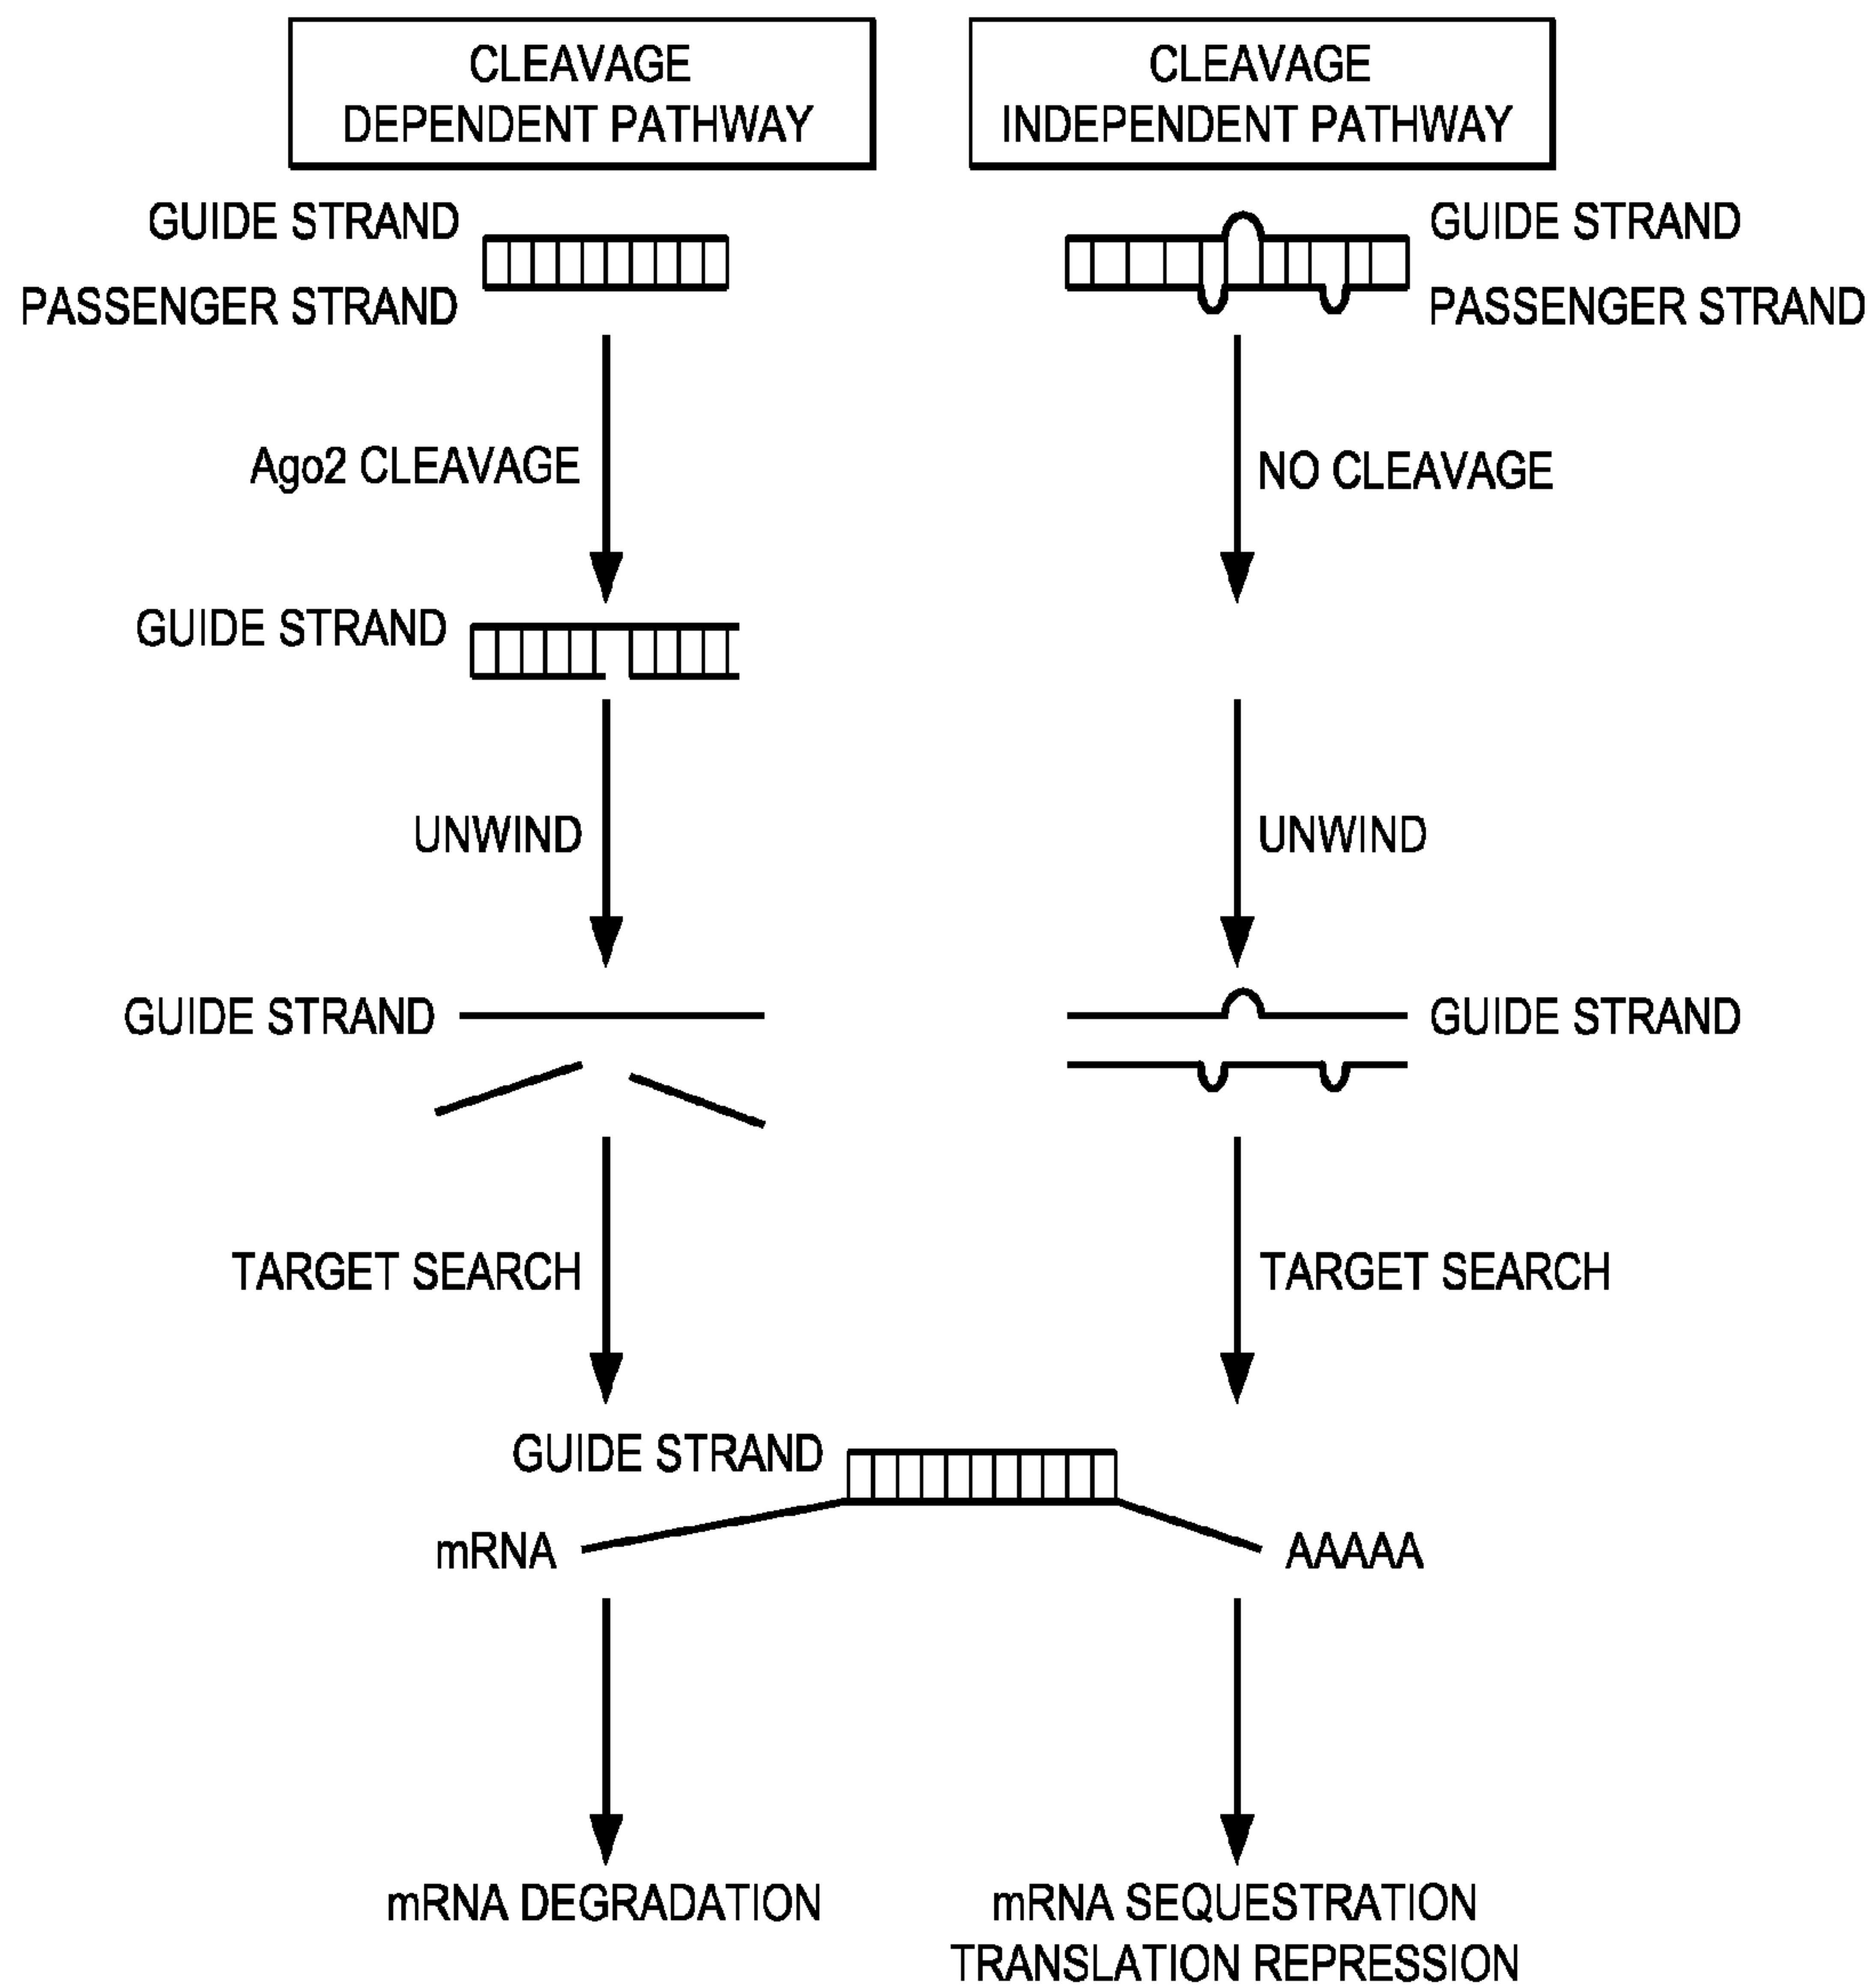 CLEAVAGE
DEPENDENT PATHWAY
CLEAVAGE
INDEPENDENT PATHWAY
GUIDE STRAND
PASSENGER STRAND
GUIDE STRAND
PASSENGER STRAND
Ago2 CLEAVAGE
NO CLEAVAGE
GUIDE STRAND
UNWIND
UNWIND
GUIDE STRAND
GUIDE STRAND
TARGET SEARCH
TARGET SEARCH
GUIDE STRAND
mRNA
AAAAA
mRNA DEGRADATION
mRNA SEQUESTRATION
TRANSLATION REPRESSION